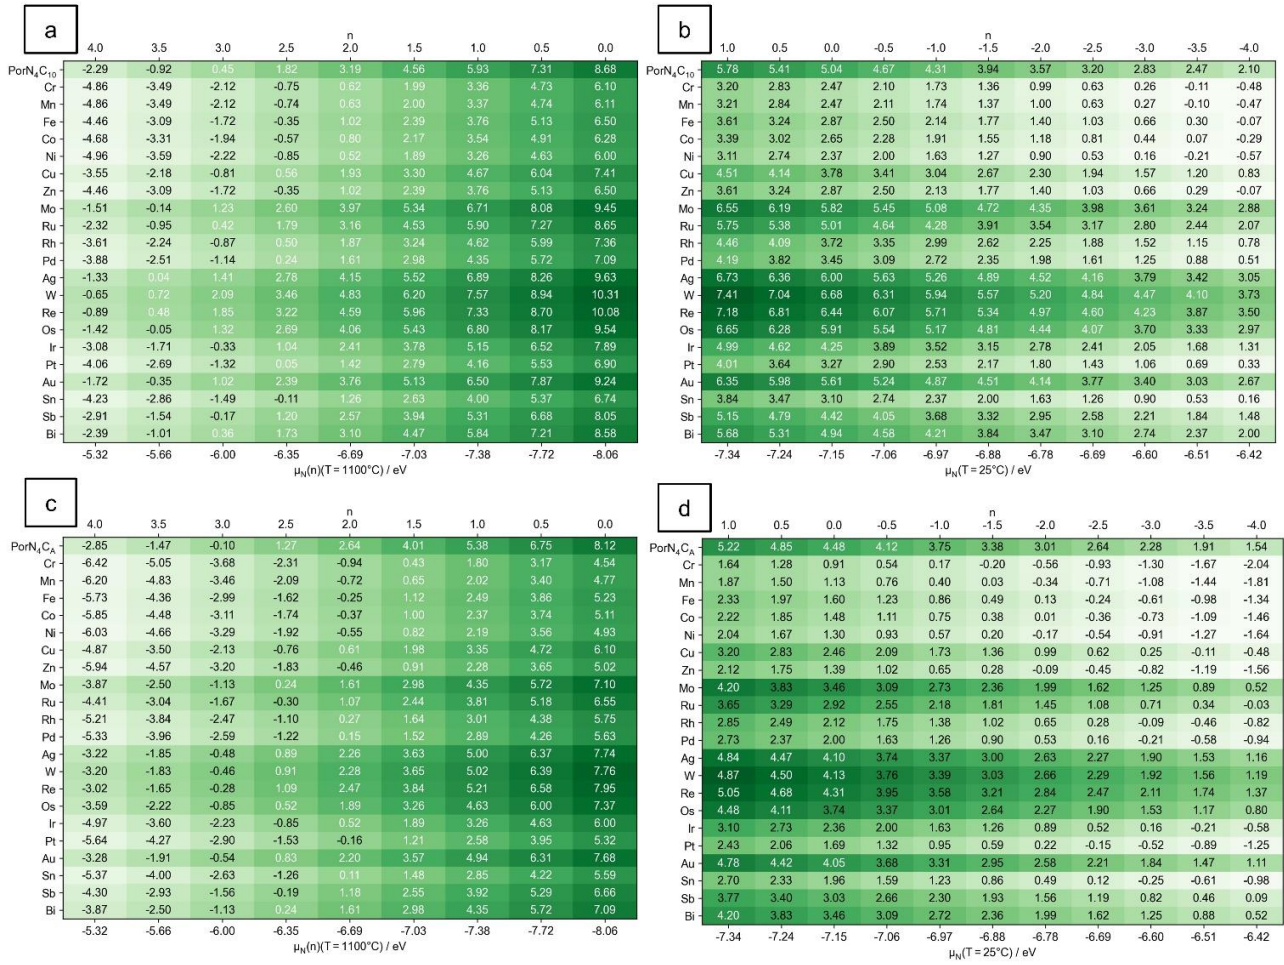 a
n
4.0 3.5 3.0 2.5 2.0 1.5 1.0 0.5 0.0
PorN₄C₁₀ -2.29 -0.92 0.45 1.82 3.19 4.56 5.93 7.31 8.68
Cr -4.86 -3.49 -2.12 -0.75 0.62 1.99 3.36 4.73 6.10
Mn -4.86 -3.49 -2.12 -0.74 0.63 2.00 3.37 4.74 6.11
Fe -4.46 -3.09 -1.72 -0.35 1.02 2.39 3.76 5.13 6.50
Co -4.68 -3.31 -1.94 -0.57 0.80 2.17 3.54 4.91 6.28
Ni -4.96 -3.59 -2.22 -0.85 0.52 1.89 3.26 4.63 6.00
Cu -3.55 -2.18 -0.81 0.56 1.93 3.30 4.67 6.04 7.41
Zn -4.46 -3.09 -1.72 -0.35 1.02 2.39 3.76 5.13 6.50
Mo -1.51 -0.14 1.23 2.60 3.97 5.34 6.71 8.08 9.45
Ru -2.32 -0.95 0.42 1.79 3.16 4.53 5.90 7.27 8.65
Rh -3.61 -2.24 -0.87 0.50 1.87 3.24 4.62 5.99 7.36
Pd -3.88 -2.51 -1.14 0.24 1.61 2.98 4.35 5.72 7.09
Ag -1.33 0.04 1.41 2.78 4.15 5.52 6.89 8.26 9.63
W -0.65 0.72 2.09 3.46 4.83 6.20 7.57 8.94 10.31
Re -0.89 0.48 1.85 3.22 4.59 5.96 7.33 8.70 10.08
Os -1.42 -0.05 1.32 2.69 4.06 5.43 6.80 8.17 9.54
Ir -3.08 -1.71 -0.33 1.04 2.41 3.78 5.15 6.52 7.89
Pt -4.06 -2.69 -1.32 0.05 1.42 2.79 4.16 5.53 6.90
Au -1.72 -0.35 1.02 2.39 3.76 5.13 6.50 7.87 9.24
Sn -4.23 -2.86 -1.49 -0.11 1.26 2.63 4.00 5.37 6.74
Sb -2.91 -1.54 -0.17 1.20 2.57 3.94 5.31 6.68 8.05
Bi -2.39 -1.01 0.36 1.73 3.10 4.47 5.84 7.21 8.58
-5.32 -5.66 -6.00 -6.35 -6.69 -7.03 -7.38 -7.72 -8.06
μN(n)(T = 1100°C) / eV
b
n
1.0 0.5 0.0 -0.5 -1.0 -1.5 -2.0 -2.5 -3.0 -3.5 -4.0
PorN₄C₁₀ 5.78 5.41 5.04 4.67 4.31 3.94 3.57 3.20 2.83 2.47 2.10
Cr 3.20 2.83 2.47 2.10 1.73 1.36 0.99 0.63 0.26 -0.11 -0.48
Mn 3.21 2.84 2.47 2.11 1.74 1.37 1.00 0.63 0.27 -0.10 -0.47
Fe 3.61 3.24 2.87 2.50 2.14 1.77 1.40 1.03 0.66 0.30 -0.07
Co 3.39 3.02 2.65 2.28 1.91 1.55 1.18 0.81 0.44 0.07 -0.29
Ni 3.11 2.74 2.37 2.00 1.63 1.27 0.90 0.53 0.16 -0.21 -0.57
Cu 4.51 4.14 3.78 3.41 3.04 2.67 2.30 1.94 1.57 1.20 0.83
Zn 3.61 3.24 2.87 2.50 2.13 1.77 1.40 1.03 0.66 0.29 -0.07
Mo 6.55 6.19 5.82 5.45 5.08 4.72 4.35 3.98 3.61 3.24 2.88
Ru 5.75 5.38 5.01 4.64 4.28 3.91 3.54 3.17 2.80 2.44 2.07
Rh 4.46 4.09 3.72 3.35 2.99 2.62 2.25 1.88 1.52 1.15 0.78
Pd 4.19 3.82 3.45 3.09 2.72 2.35 1.98 1.61 1.25 0.88 0.51
Ag 6.73 6.36 6.00 5.63 5.26 4.89 4.52 4.16 3.79 3.42 3.05
W 7.41 7.04 6.68 6.31 5.94 5.57 5.20 4.84 4.47 4.10 3.73
Re 7.18 6.81 6.44 6.07 5.71 5.34 4.97 4.60 4.23 3.87 3.50
Os 6.65 6.28 5.91 5.54 5.17 4.81 4.44 4.07 3.70 3.33 2.97
Ir 4.99 4.62 4.25 3.89 3.52 3.15 2.78 2.41 2.05 1.68 1.31
Pt 4.01 3.64 3.27 2.90 2.53 2.17 1.80 1.43 1.06 0.69 0.33
Au 6.35 5.98 5.61 5.24 4.87 4.51 4.14 3.77 3.40 3.03 2.67
Sn 3.84 3.47 3.10 2.74 2.37 2.00 1.63 1.26 0.90 0.53 0.16
Sb 5.15 4.79 4.42 4.05 3.68 3.32 2.95 2.58 2.21 1.84 1.48
Bi 5.68 5.31 4.94 4.58 4.21 3.84 3.47 3.10 2.74 2.37 2.00
-7.34 -7.24 -7.15 -7.06 -6.97 -6.88 -6.78 -6.69 -6.60 -6.51 -6.42
μN(T = 25°C) / eV
c
n
4.0 3.5 3.0 2.5 2.0 1.5 1.0 0.5 0.0
PorN₄C_A -2.85 -1.47 -0.10 1.27 2.64 4.01 5.38 6.75 8.12
Cr -6.42 -5.05 -3.68 -2.31 -0.94 0.43 1.80 3.17 4.54
Mn -6.20 -4.83 -3.46 -2.09 -0.72 0.65 2.02 3.40 4.77
Fe -5.73 -4.36 -2.99 -1.62 -0.25 1.12 2.49 3.86 5.23
Co -5.85 -4.48 -3.11 -1.74 -0.37 1.00 2.37 3.74 5.11
Ni -6.03 -4.66 -3.29 -1.92 -0.55 0.82 2.19 3.56 4.93
Cu -4.87 -3.50 -2.13 -0.76 0.61 1.98 3.35 4.72 6.10
Zn -5.94 -4.57 -3.20 -1.83 -0.46 0.91 2.28 3.65 5.02
Mo -3.87 -2.50 -1.13 0.24 1.61 2.98 4.35 5.72 7.10
Ru -4.41 -3.04 -1.67 -0.30 1.07 2.44 3.81 5.18 6.55
Rh -5.21 -3.84 -2.47 -1.10 0.27 1.64 3.01 4.38 5.75
Pd -5.33 -3.96 -2.59 -1.22 0.15 1.52 2.89 4.26 5.63
Ag -3.22 -1.85 -0.48 0.89 2.26 3.63 5.00 6.37 7.74
W -3.20 -1.83 -0.46 0.91 2.28 3.65 5.02 6.39 7.76
Re -3.02 -1.65 -0.28 1.09 2.47 3.84 5.21 6.58 7.95
Os -3.59 -2.22 -0.85 0.52 1.89 3.26 4.63 6.00 7.37
Ir -4.97 -3.60 -2.23 -0.85 0.52 1.89 3.26 4.63 6.00
Pt -5.64 -4.27 -2.90 -1.53 -0.16 1.21 2.58 3.95 5.32
Au -3.28 -1.91 -0.54 0.83 2.20 3.57 4.94 6.31 7.68
Sn -5.37 -4.00 -2.63 -1.26 0.11 1.48 2.85 4.22 5.59
Sb -4.30 -2.93 -1.56 -0.19 1.18 2.55 3.92 5.29 6.66
Bi -3.87 -2.50 -1.13 0.24 1.61 2.98 4.35 5.72 7.09
-5.32 -5.66 -6.00 -6.35 -6.69 -7.03 -7.38 -7.72 -8.06
μN(n)(T = 1100°C) / eV
d
n
1.0 0.5 0.0 -0.5 -1.0 -1.5 -2.0 -2.5 -3.0 -3.5 -4.0
PorN₄C_A 5.22 4.85 4.48 4.12 3.75 3.38 3.01 2.64 2.28 1.91 1.54
Cr 1.64 1.28 0.91 0.54 0.17 -0.20 -0.56 -0.93 -1.30 -1.67 -2.04
Mn 1.87 1.50 1.13 0.76 0.40 0.03 -0.34 -0.71 -1.08 -1.44 -1.81
Fe 2.33 1.97 1.60 1.23 0.86 0.49 0.13 -0.24 -0.61 -0.98 -1.34
Co 2.22 1.85 1.48 1.11 0.75 0.38 0.01 -0.36 -0.73 -1.09 -1.46
Ni 2.04 1.67 1.30 0.93 0.57 0.20 -0.17 -0.54 -0.91 -1.27 -1.64
Cu 3.20 2.83 2.46 2.09 1.73 1.36 0.99 0.62 0.25 -0.11 -0.48
Zn 2.12 1.75 1.39 1.02 0.65 0.28 -0.09 -0.45 -0.82 -1.19 -1.56
Mo 4.20 3.83 3.46 3.09 2.73 2.36 1.99 1.62 1.25 0.89 0.52
Ru 3.65 3.29 2.92 2.55 2.18 1.81 1.45 1.08 0.71 0.34 -0.03
Rh 2.85 2.49 2.12 1.75 1.38 1.02 0.65 0.28 -0.09 -0.46 -0.82
Pd 2.73 2.37 2.00 1.63 1.26 0.90 0.53 0.16 -0.21 -0.58 -0.94
Ag 4.84 4.47 4.10 3.74 3.37 3.00 2.63 2.27 1.90 1.53 1.16
W 4.87 4.50 4.13 3.76 3.39 3.03 2.66 2.29 1.92 1.56 1.19
Re 5.05 4.68 4.31 3.95 3.58 3.21 2.84 2.47 2.11 1.74 1.37
Os 4.48 4.11 3.74 3.37 3.01 2.64 2.27 1.90 1.53 1.17 0.80
Ir 3.10 2.73 2.36 2.00 1.63 1.26 0.89 0.52 0.16 -0.21 -0.58
Pt 2.43 2.06 1.69 1.32 0.95 0.59 0.22 -0.15 -0.52 -0.89 -1.25
Au 4.78 4.42 4.05 3.68 3.31 2.95 2.58 2.21 1.84 1.47 1.11
Sn 2.70 2.33 1.96 1.59 1.23 0.86 0.49 0.12 -0.25 -0.61 -0.98
Sb 3.77 3.40 3.03 2.66 2.30 1.93 1.56 1.19 0.82 0.46 0.09
Bi 4.20 3.83 3.46 3.09 2.72 2.36 1.99 1.62 1.25 0.88 0.52
-7.34 -7.24 -7.15 -7.06 -6.97 -6.88 -6.78 -6.69 -6.60 -6.51 -6.42
μN(T = 25°C) / eV